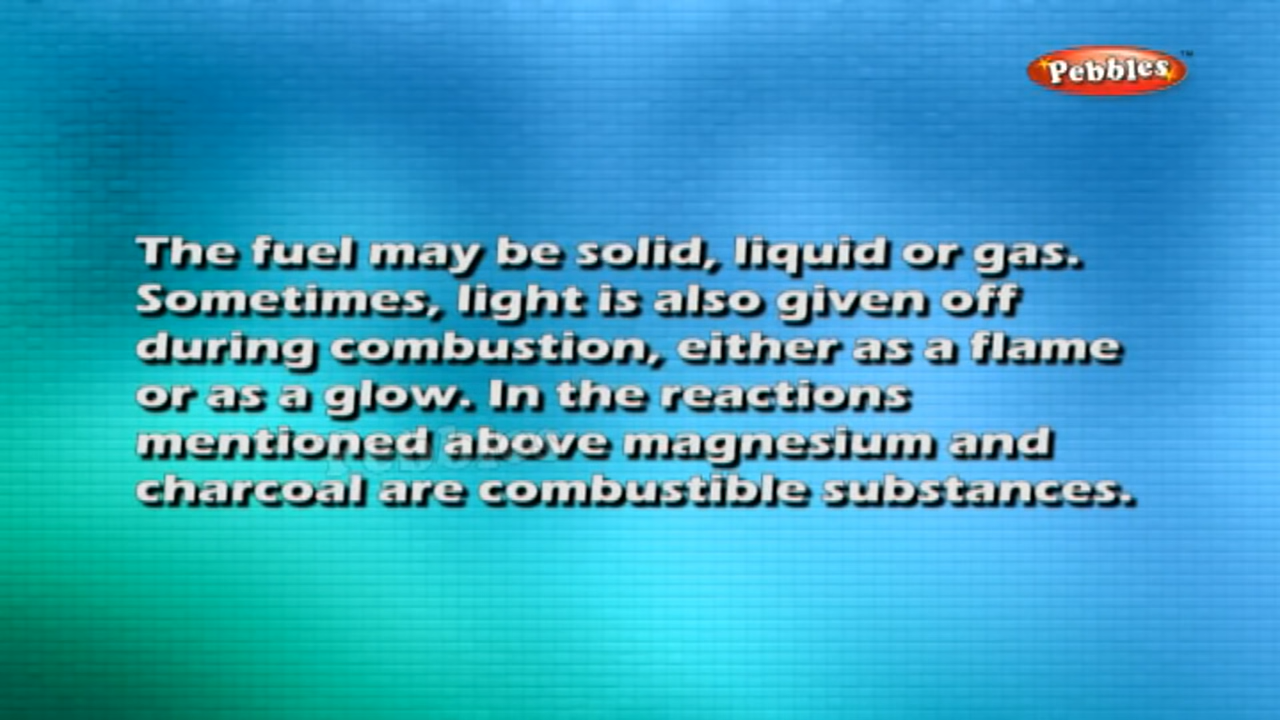 Pebbles™
The fuel may be solid, liquid or gas.
Sometimes, light is also given off
during combustion, either as a flame
or as a glow. In the reactions
mentioned above magnesium and
charcoal are combustible substances.
Pebbles